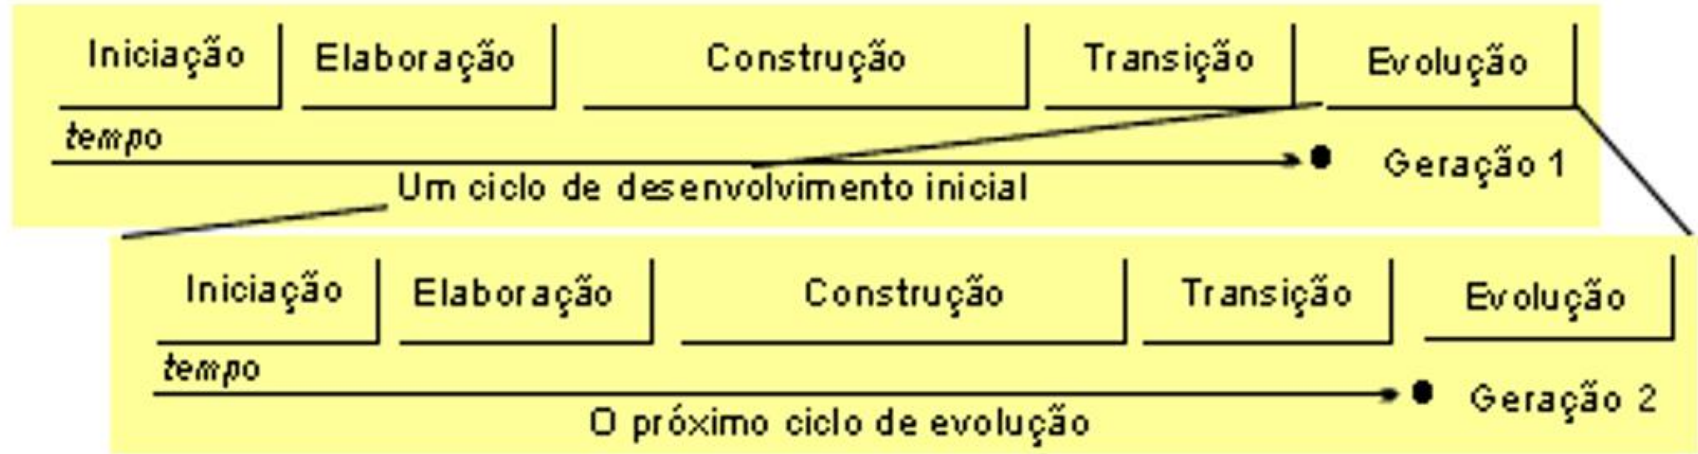 Iniciação Elaboração Construção Transição Evolução
tempo
Geração 1
Um ciclo de desenvolvimento inicial
Iniciação Elaboração Construção Transição Evolução
tempo
Geração 2
O próximo ciclo de evolução